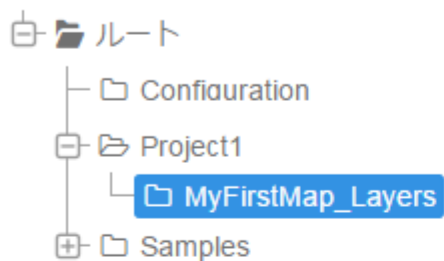 ルート
Configuration
Project1
MyFirstMap_Layers
Samples